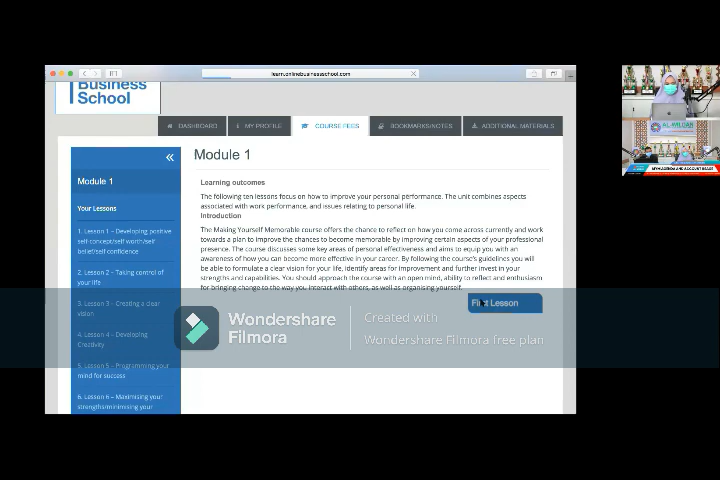 learn.onlinebusinessschool.com
Business
School
DASHBOARD
MY PROFILE
COURSE FEES
BOOKMARKS/NOTES
ADDITIONAL MATERIALS
Module 1
Your Lessons
1. Lesson 1 – Developing positive
self-concept/self worth/self
belief/self confidence
2. Lesson 2 – Taking control of
your life
3. Lesson 3 – Creating a clear
vision
4. Lesson 4 – Developing
Creativity
5. Lesson 5 – Programming your
mind for success
6. Lesson 6 – Maximising your
strengths/minimising your
Module 1
Learning outcomes
The following ten lessons focus on how to improve your personal performance. The unit combines aspects
associated with work performance, and issues relating to personal life.
Introduction
The Making Yourself Memorable course offers the chance to reflect on how you come across currently and work
towards a plan to improve the chances to become memorable by improving certain aspects of your professional
presence. The course discusses some key areas of personal effectiveness and aims to equip you with an
awareness of how you can become more effective in your career. By following the course's guidelines you will
be able to formulate a clear vision for your life, identify areas for improvement and further invest in your
strengths and capabilities. You should approach the course with an open mind, ability to reflect and enthusiasm
for bringing change to the way you interact with others, as well as organising yourself.
First Lesson
Wondershare
Filmora
Created with
Wondershare Filmora free plan